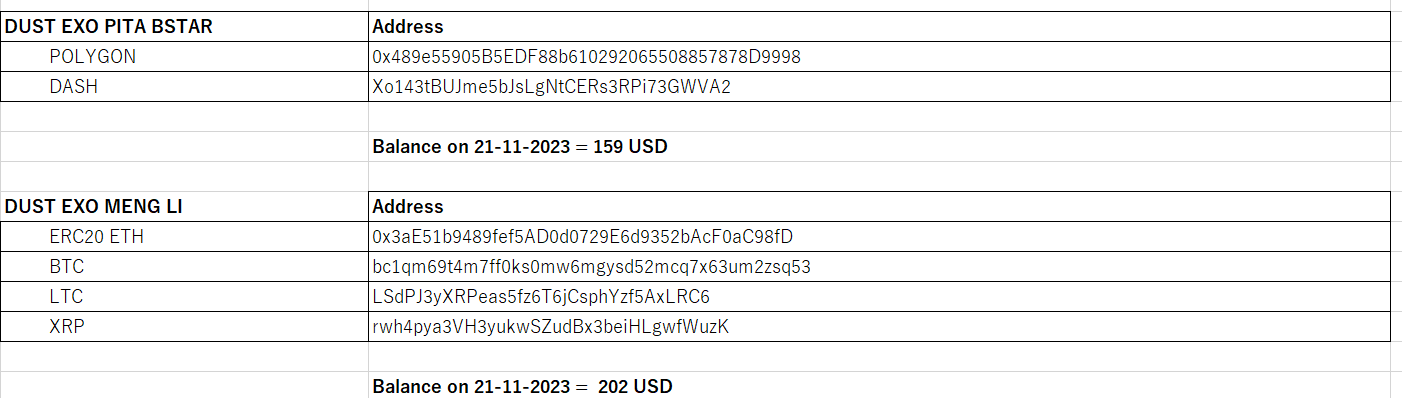 DUST EXO PITA BSTAR Address
POLYGON 0x489e55905B5EDF88b610292065508857878D9998
DASH Xo143tBUJme5bJsLgNtCERs3RPi73GWVA2
Balance on 21-11-2023 = 159 USD
DUST EXO MENG LI Address
ERC20 ETH 0x3aE51b9489fef5AD0d0729E6d9352bAcF0aC98fD
BTC bc1qm69t4m7ff0ks0mw6mgysd52mcq7x63um2zsq53
LTC LSdPJ3yXRPeas5fz6T6jCsphYzf5AxLRC6
XRP rwh4pya3VH3yukwSZudBx3beiHLgwfWuzK
Balance on 21-11-2023 = 202 USD